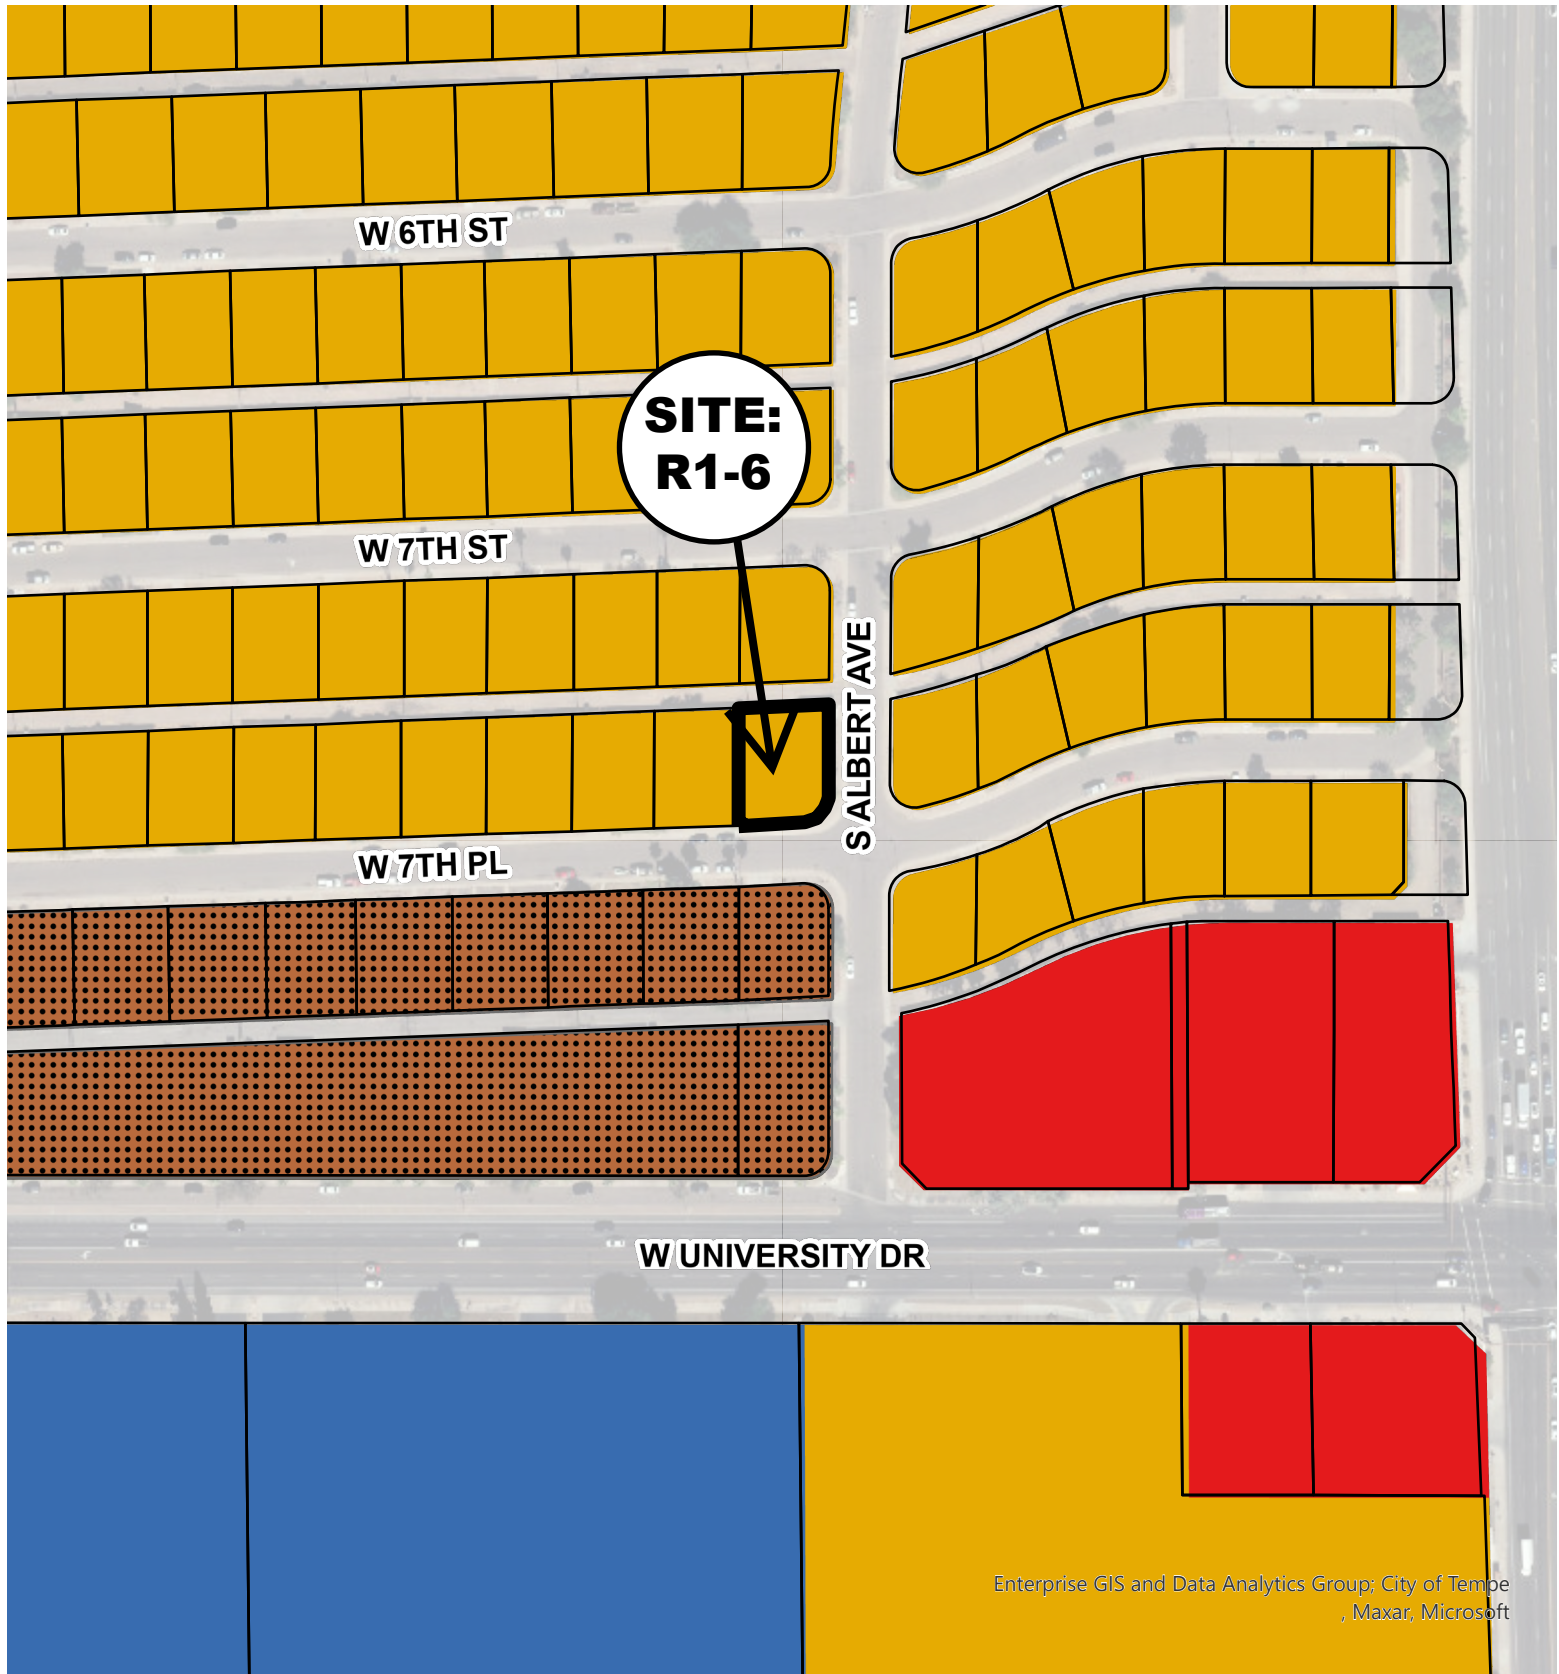 W 6TH ST
SITE:
R1-6
W 7TH ST
S ALBERT AVE
W 7TH PL
W UNIVERSITY DR
Enterprise GIS and Data Analytics Group; City of Tempe
, Maxar, Microsoft